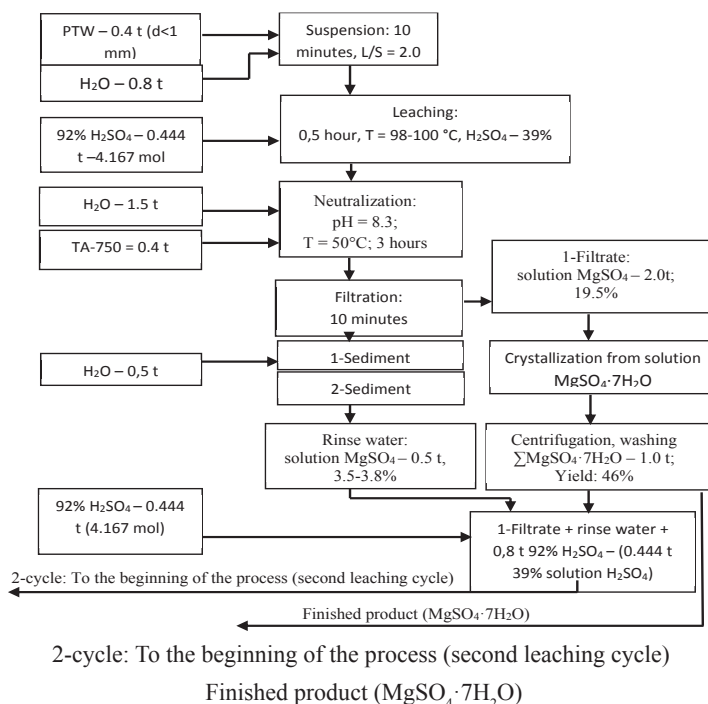 PTW – 0.4 t (d<1
mm)
Suspension: 10
minutes, L/S = 2.0
H₂O – 0.8 t
Leaching:
0,5 hour, T = 98-100 °C, H₂SO₄ – 39%
92% H₂SO₄ – 0.444
t –4.167 mol
H₂O – 1.5 t
Neutralization:
pH = 8.3;
T = 50°C; 3 hours
TA-750 = 0.4 t
1-Filtrate:
solution MgSO₄ – 2.0t;
19.5%
Filtration:
10 minutes
H₂O – 0,5 t
1-Sediment
2-Sediment
Crystallization from solution
MgSO₄·7H₂O
Rinse water:
solution MgSO₄ – 0.5 t,
3.5-3.8%
Centrifugation, washing
∑MgSO₄·7H₂O – 1.0 t;
Yield: 46%
92% H₂SO₄ – 0.444
t (4.167 mol)
1-Filtrate + rinse water +
0,8 t 92% H₂SO₄ – (0.444 t
39% solution H₂SO₄)
2-cycle: To the beginning of the process (second leaching cycle)
Finished product (MgSO₄·7H₂O)
2-cycle: To the beginning of the process (second leaching cycle)
Finished product (MgSO₄·7H₂O)